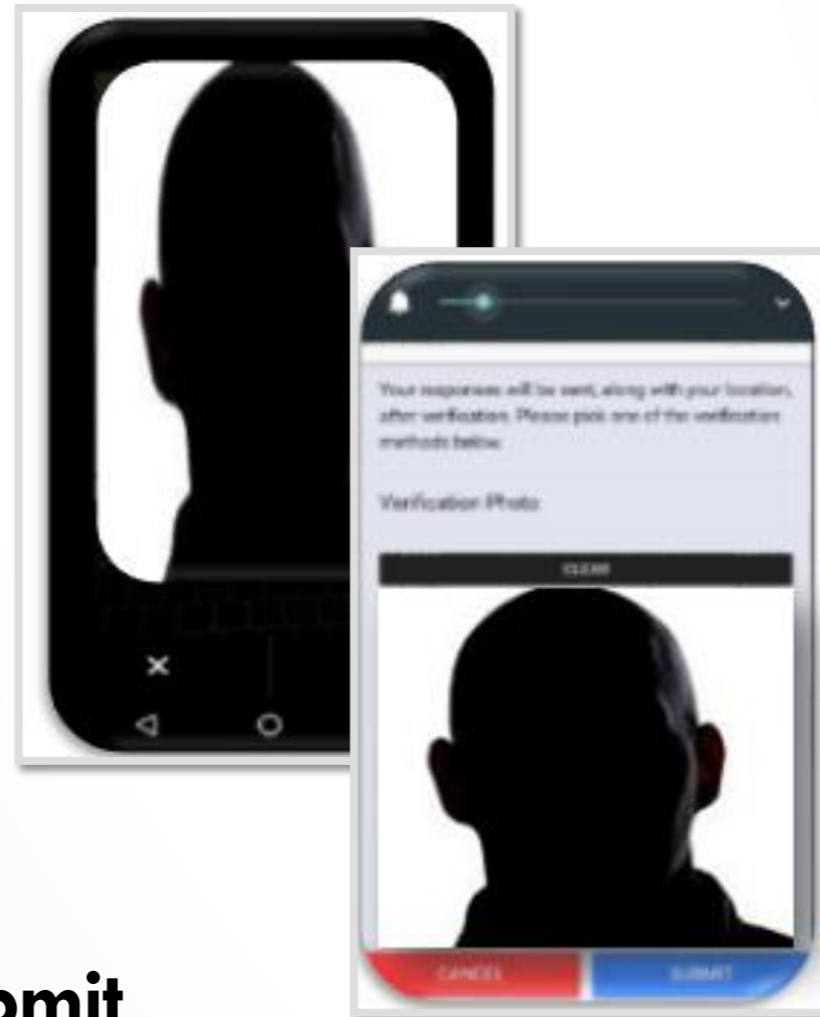 Your responses will be sent, along with your location,
after verification. Please pick one of the verification
methods below.
Verification Photo
CLEAR
CANCEL
SUBMIT